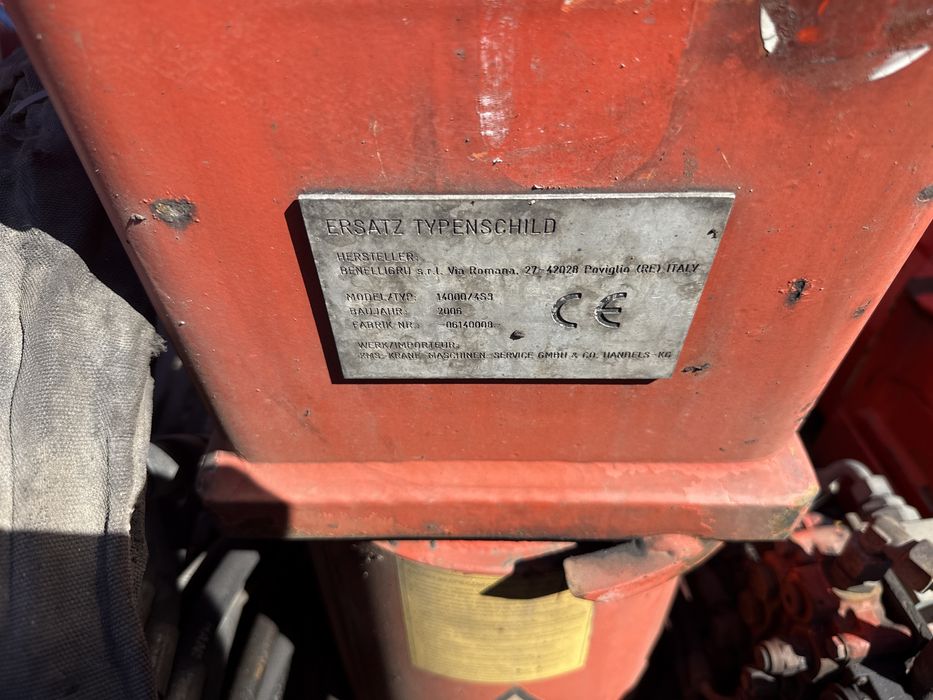 ERSATZ TYPENSCHILD
HERSTELLER:
BENELLIGRU s.r.l. Via Romana, 27-42028 Poviglio (RE) ITALY
MODEL/TYP: 14000/4S9
BAUJAHR: 2006
FABRIK NR.: -06140008.-
CE
WERK/IMPORTEUR:
KMS-KRANE MASCHINEN SERVICE GMBH & CO. HANDELS-KG